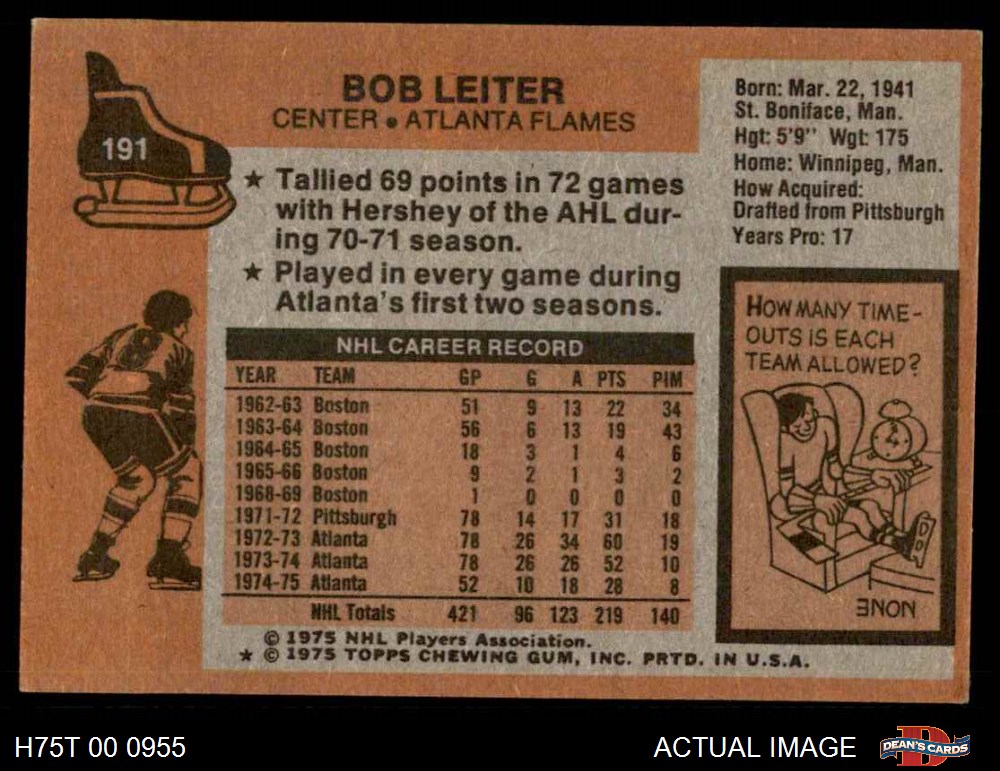 191
BOB LEITER
CENTER • ATLANTA FLAMES
★ Tallied 69 points in 72 games
with Hershey of the AHL dur-
ing 70-71 season.
★ Played in every game during
Atlanta's first two seasons.
Born: Mar. 22, 1941
St. Boniface, Man.
Hgt: 5'9" Wgt: 175
Home: Winnipeg, Man.
How Acquired:
Drafted from Pittsburgh
Years Pro: 17
NHL CAREER RECORD
YEAR TEAM GP G A PTS PIM
1962-63 Boston 51 9 13 22 34
1963-64 Boston 56 6 13 19 43
1964-65 Boston 18 3 1 4 6
1965-66 Boston 9 2 1 3 2
1968-69 Boston 1 0 0 0 0
1971-72 Pittsburgh 78 14 17 31 18
1972-73 Atlanta 78 26 34 60 19
1973-74 Atlanta 78 26 26 52 10
1974-75 Atlanta 52 10 18 28 8
NHL Totals 421 96 123 219 140
HOW MANY TIME-
OUTS IS EACH
TEAM ALLOWED?
NONE
© 1975 NHL Players Association.
★ © 1975 TOPPS CHEWING GUM, INC. PRTD. IN U.S.A.
H75T 00 0955
ACTUAL IMAGE
D
DEAN'S CARDS